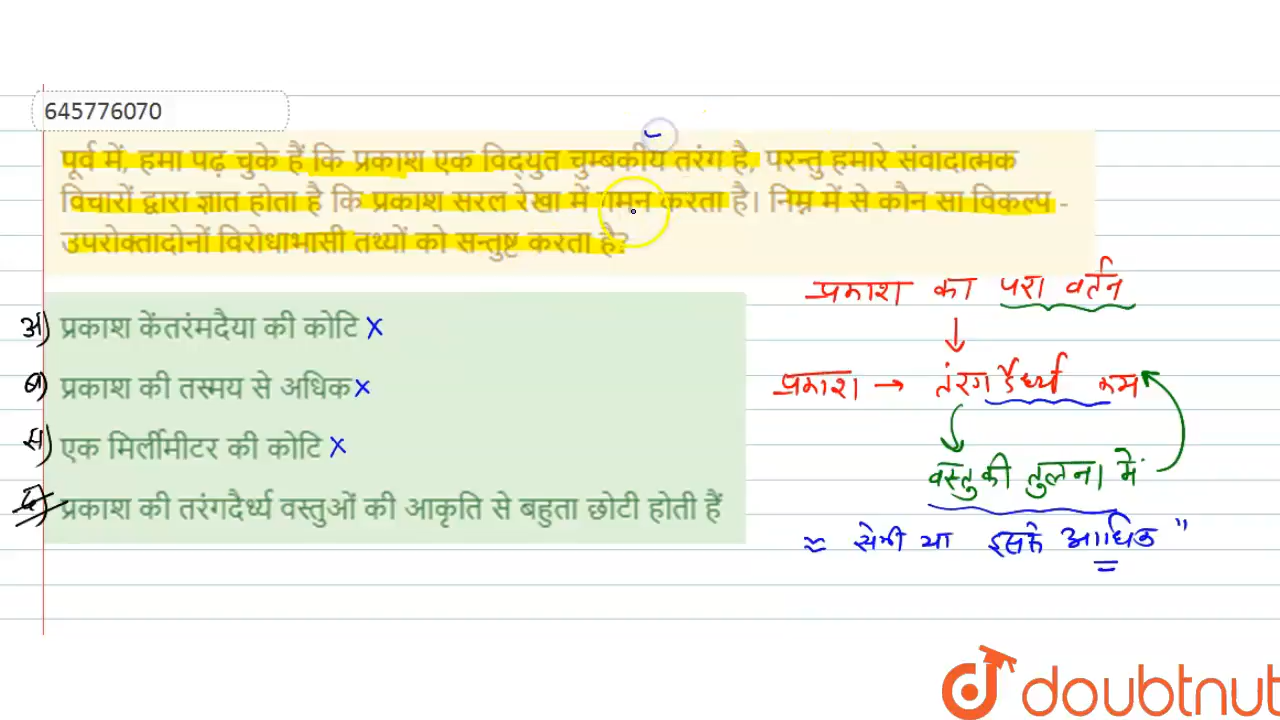 645776070
पूर्व में, हमा पढ़ चुके हैं कि प्रकाश एक विद्युत चुम्बकीय तरंग है, परन्तु हमारे संवादात्मक
विचारों द्वारा ज्ञात होता है कि प्रकाश सरल रेखा में गमन करता है। निम्न में से कौन सा विकल्प -
उपरोक्तादोनों विरोधाभासी तथ्यों को सन्तुष्ट करता है?
अ) प्रकाश केंतरंमदैया की कोटि x
ब) प्रकाश की तस्मय से अधिक x
स) एक मिर्लीमीटर की कोटि x
द) प्रकाश की तरंगदैर्ध्य वस्तुओं की आकृति से बहुता छोटी होती हैं
प्रकाश का परावर्तन
↓
प्रकाश → तंरगदैर्ध्य कम
↓
वस्तु की तुलना में
≈ सेमी या इसके आधिक "
doubtnut